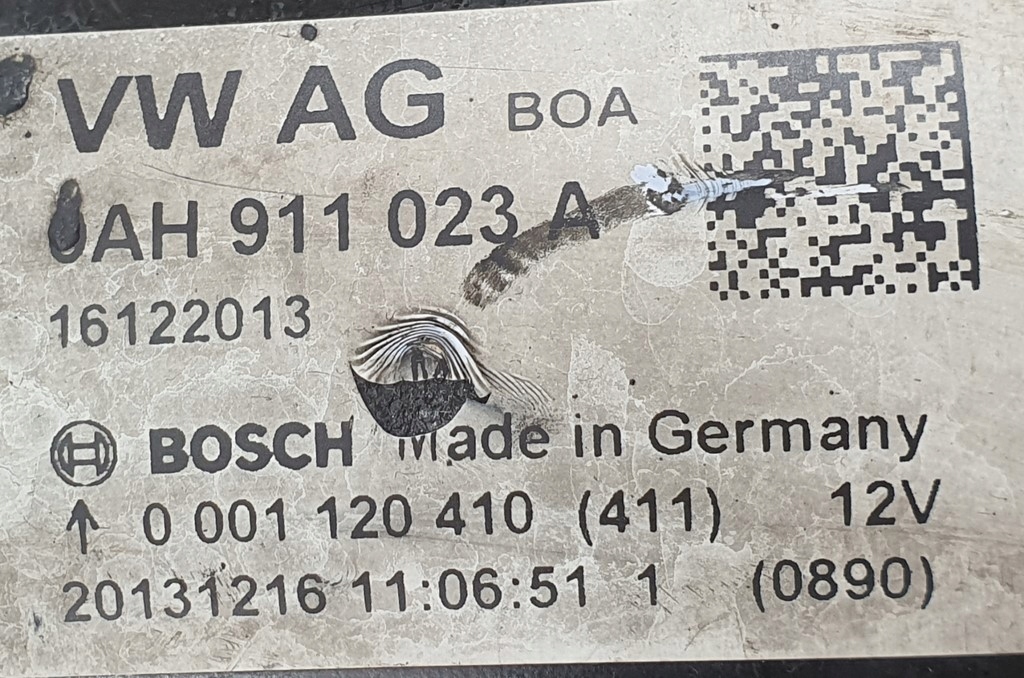 VW AG BOA
0AH 911 023 A
16122013
BOSCH Made in Germany
↑ 0 001 120 410 (411) 12V
20131216 11:06:51 1 (0890)